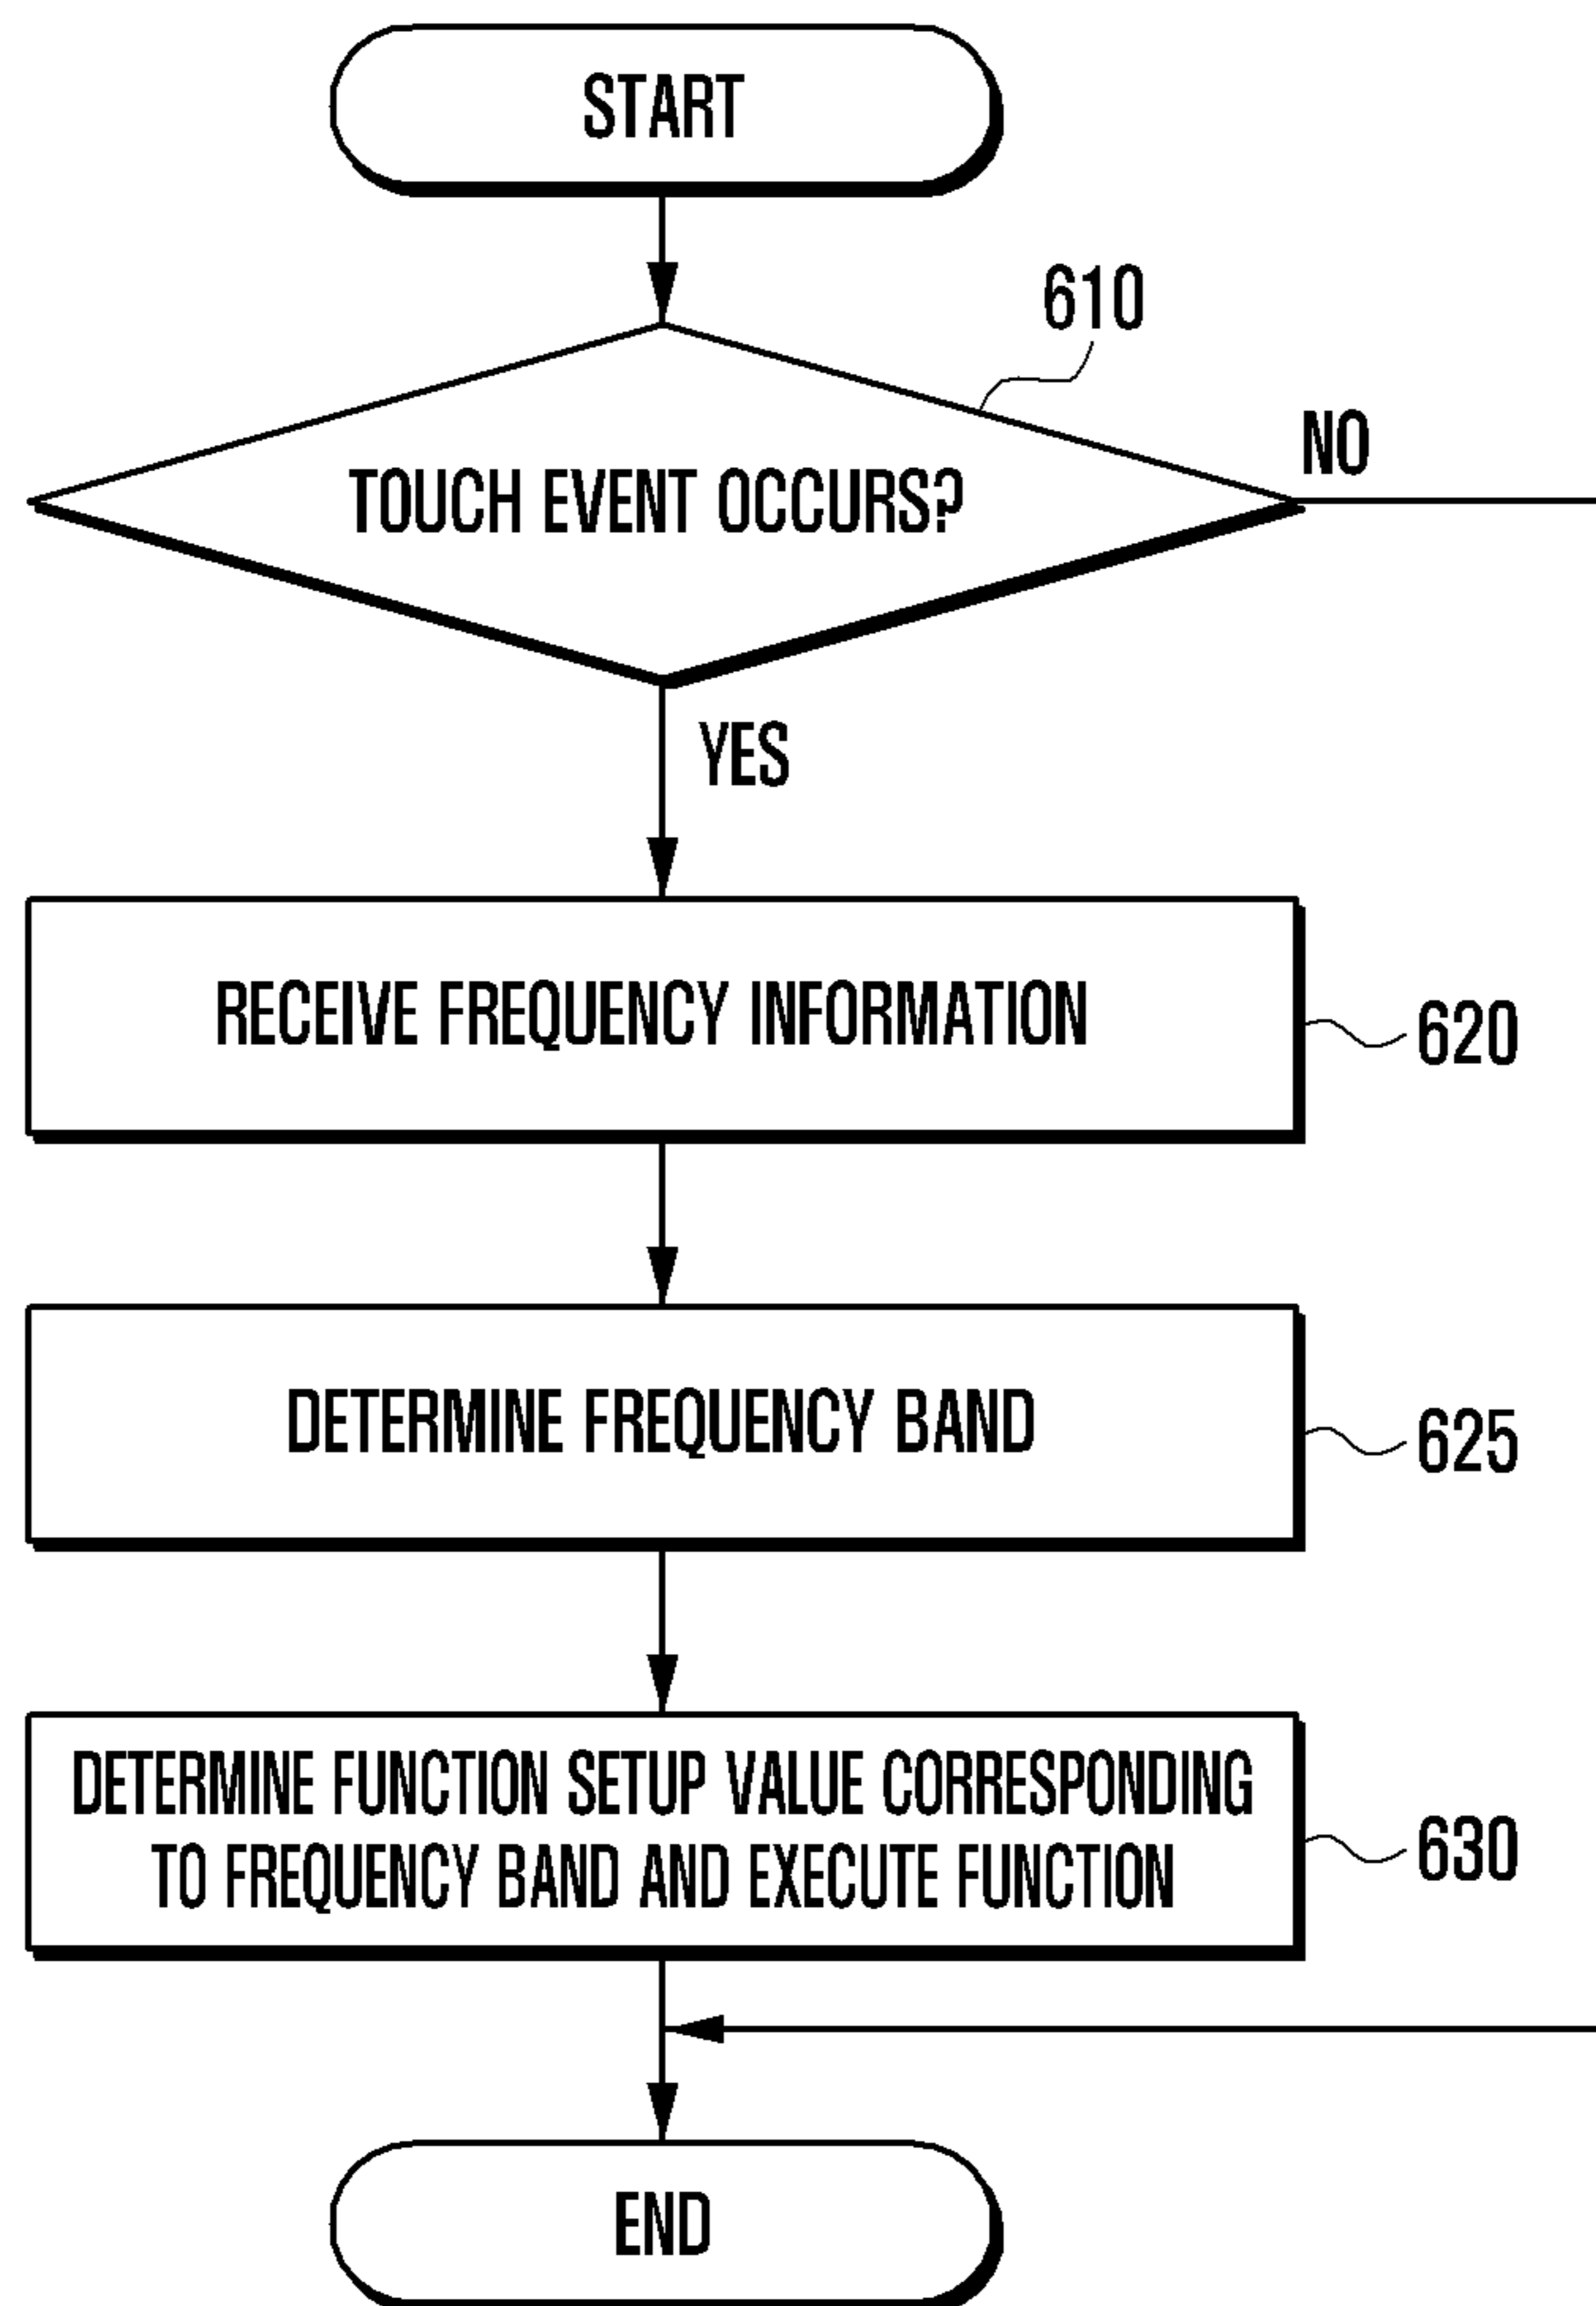 START
610
NO
TOUCH EVENT OCCURS?
YES
RECEIVE FREQUENCY INFORMATION
620
DETERMINE FREQUENCY BAND
625
DETERMINE FUNCTION SETUP VALUE CORRESPONDING
TO FREQUENCY BAND AND EXECUTE FUNCTION
630
END